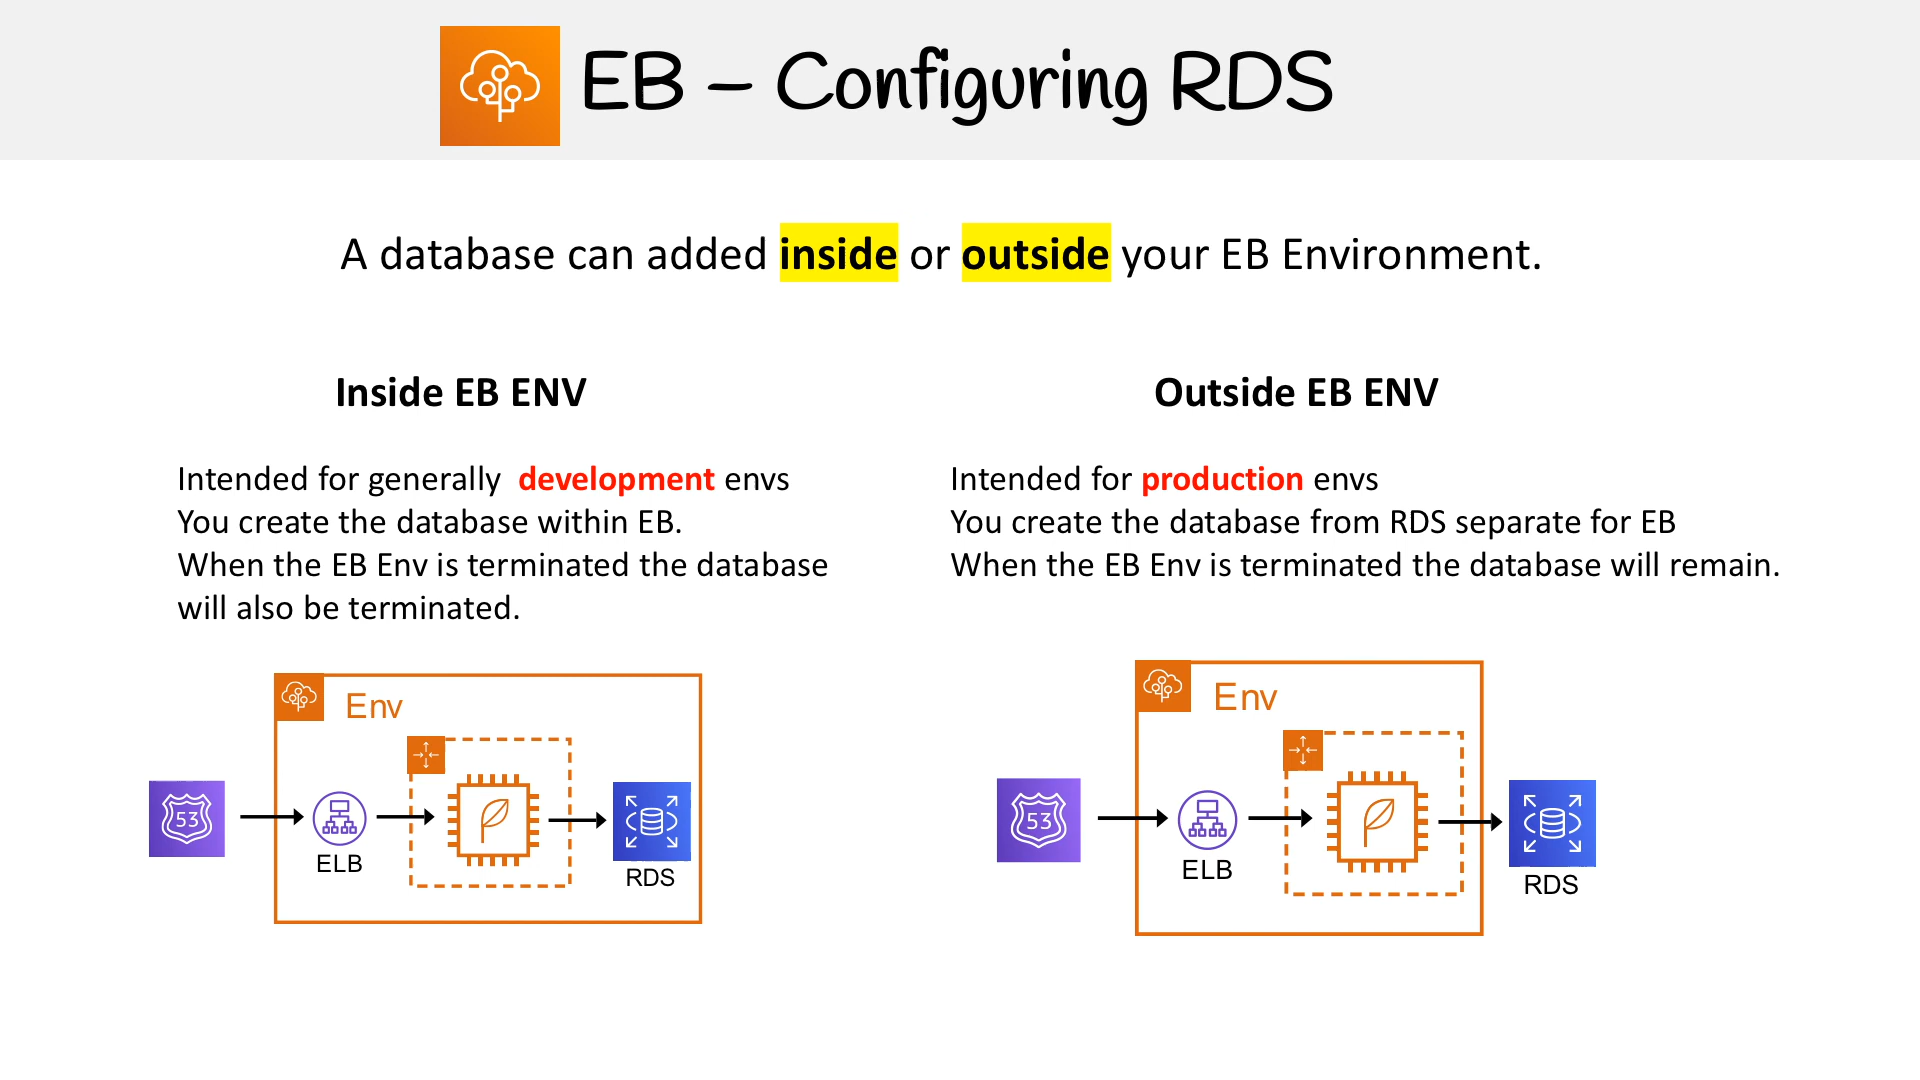 EB – Configuring RDS
A database can added inside or outside your EB Environment.
Inside EB ENV
Intended for generally development envs
You create the database within EB.
When the EB Env is terminated the database
will also be terminated.
Env
53
ELB
RDS
Outside EB ENV
Intended for production envs
You create the database from RDS separate for EB
When the EB Env is terminated the database will remain.
Env
53
ELB
RDS